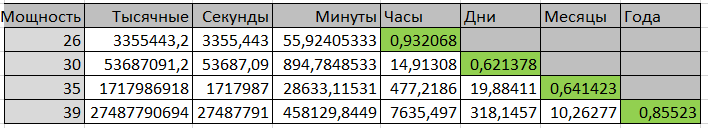 Мощность Тысячные Секунды Минуты Часы Дни Месяцы Года
26 3355443,2 3355,443 55,92405333 0,932068
30 53687091,2 53687,09 894,7848533 14,91308 0,621378
35 1717986918 1717987 28633,11531 477,2186 19,88411 0,641423
39 27487790694 27487791 458129,8449 7635,497 318,1457 10,26277 0,85523